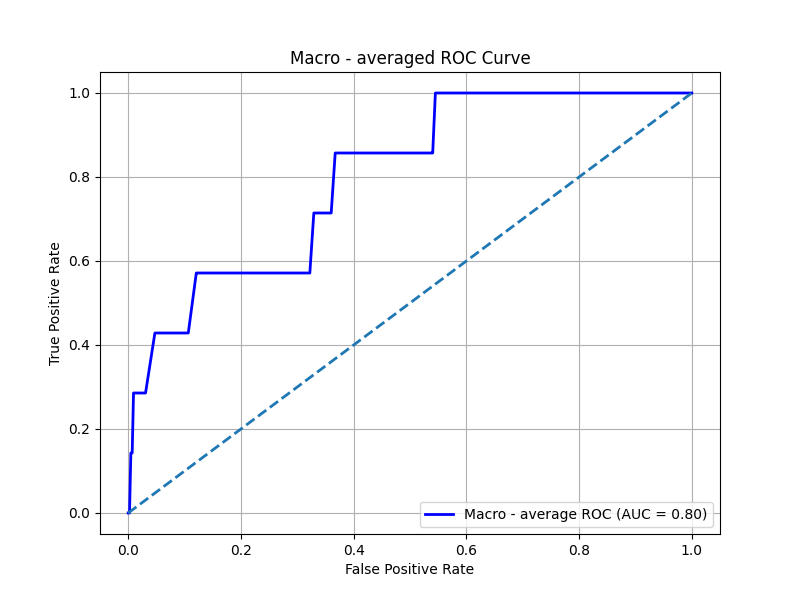 Macro - averaged ROC Curve
True Positive Rate
1.0
0.8
0.6
0.4
0.2
0.0
0.0 0.2 0.4 0.6 0.8 1.0
False Positive Rate
Macro - average ROC (AUC = 0.80)